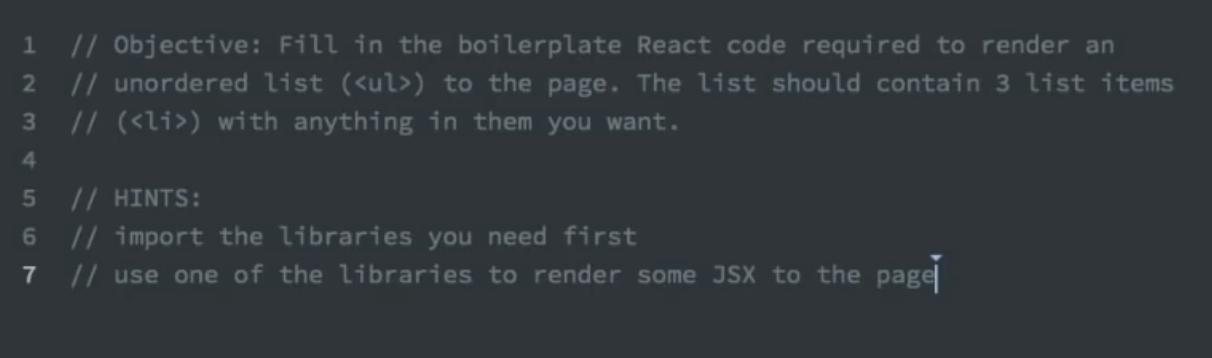 1 // Objective: Fill in the boilerplate React code required to render an
2 // unordered list (<ul>) to the page. The list should contain 3 list items
3 // (<li>) with anything in them you want.
4
5 // HINTS:
6 // import the libraries you need first
7 // use one of the libraries to render some JSX to the page